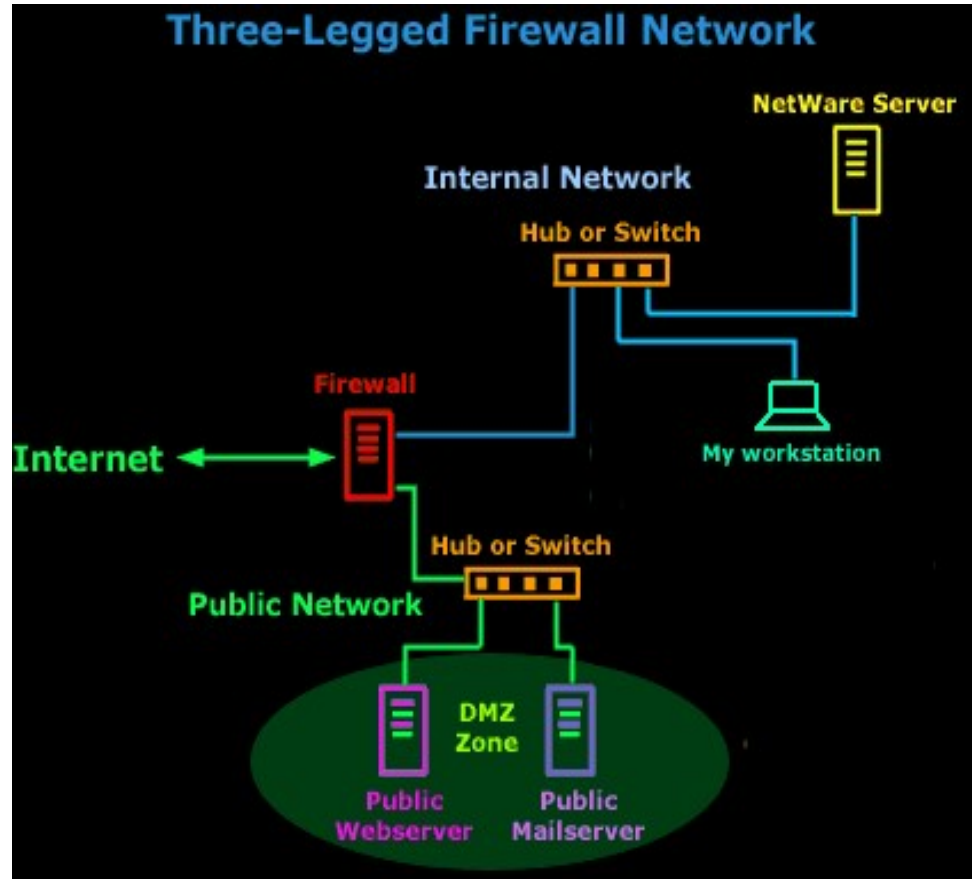 Three-Legged Firewall Network
NetWare Server
Internal Network
Hub or Switch
Firewall
Internet
My workstation
Hub or Switch
Public Network
DMZ
Zone
Public
Webserver
Public
Mailserver